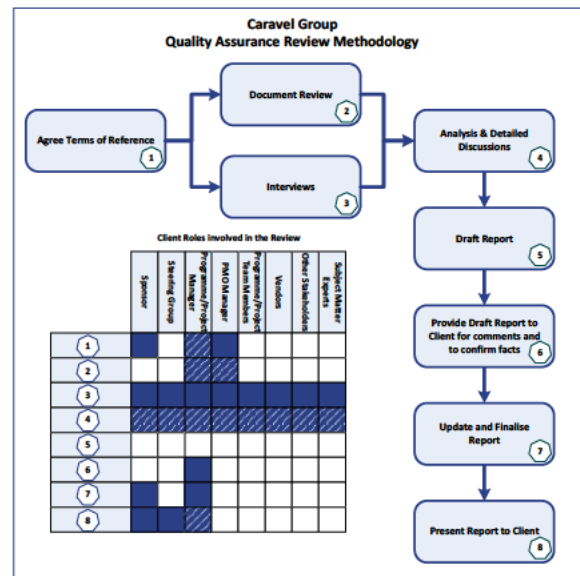 Caravel Group
Quality Assurance Review Methodology
Agree Terms of Reference
1
Document Review
2
Interviews
3
Analysis & Detailed
Discussions
4
Draft Report
5
Provide Draft Report to
Client for comments and
to confirm facts
6
Update and Finalise
Report
7
Present Report to Client
8
Client Roles involved in the Review
Sponsor
Steering Group
Programme/Project
Manager
PMO Manager
Programme/Project
Team Members
Vendors
Other Stakeholders
Subject Matter
Experts
1
2
3
4
5
6
7
8